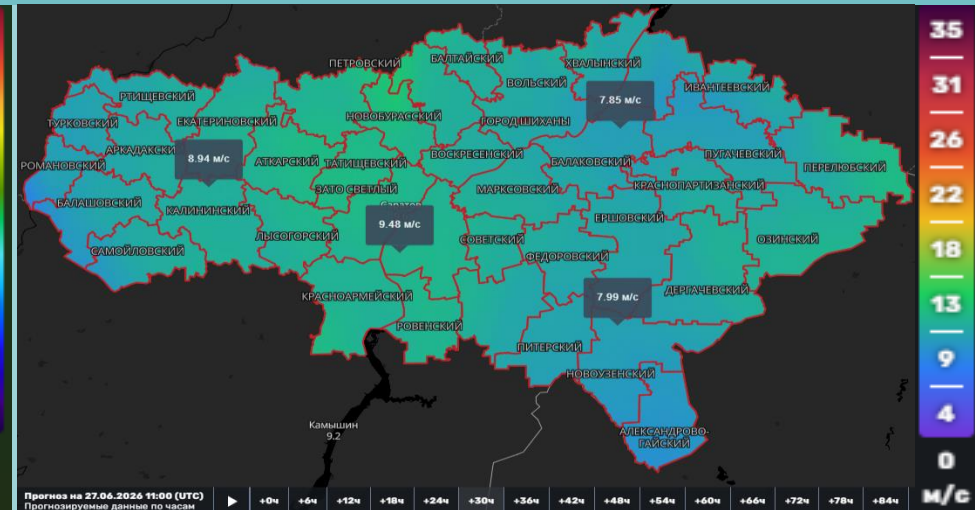 ПЕТРОВСКИЙ
БАЛТАЙСКИЙ
ХВАЛЫНСКИЙ
ВОЛЬСКИЙ
ИВАНТЕЕВСКИЙ
РТИЩЕВСКИЙ
7.85 м/с
НОВОБУРАССКИЙ
ТУРКОВСКИЙ
ЕКАТЕРИНОВСКИЙ
ГОРОД ШИХАНЫ
АРКАДАКСКИ
8.94 м/с
АТКАРСКИЙ
ТАТИЩЕВСКИЙ
ВОСКРЕСЕНСКИЙ
БАЛАКОВСКИЙ
ПУГАЧЕВСКИЙ
РОМАНОВСКИЙ
ПЕРЕЛЮБСКИЙ
ЗАТО СВЕТЛЫЙ
МАРКСОВСКИЙ
КРАСНОПАРТИЗАНСКИЙ
БАЛАШОВСКИЙ
КАЛИНИНСКИЙ
Саратов
9.48 м/с
ЕРШОВСКИЙ
ЛЫСОГОРСКИЙ
СОВЕТСКИЙ
ОЗИНСКИЙ
САМОЙЛОВСКИЙ
ФЕДОРОВСКИЙ
КРАСНОАРМЕЙСКИЙ
7.99 м/с
ДЕРГАЧЕВСКИЙ
РОВЕНСКИЙ
ПИТЕРСКИЙ
НОВОУЗЕНСКИЙ
Камышин
9.2
АЛЕКСАНДРОВО-
ГАЙСКИЙ
35
31
26
22
18
13
9
4
0
м/с
Прогноз на 27.06.2026 11:00 (UTC)
Прогнозируемые данные по часам
+0ч +6ч +12ч +18ч +24ч +30ч +36ч +42ч +48ч +54ч +60ч +66ч +72ч +78ч +84ч